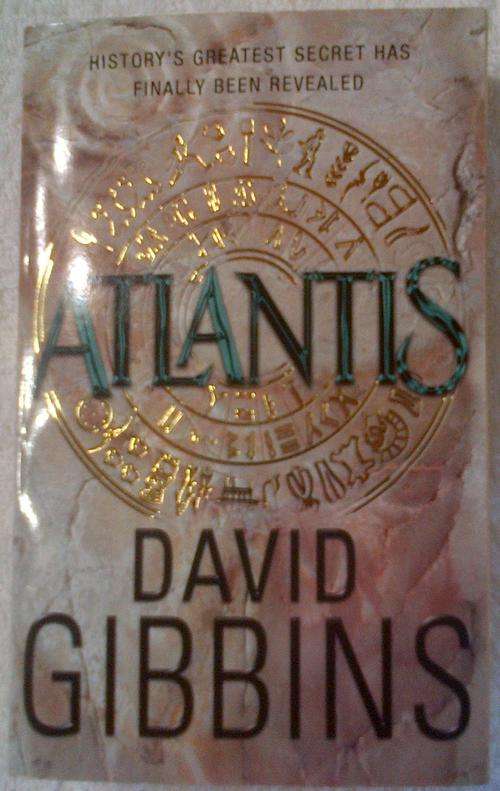 HISTORY'S GREATEST SECRET HAS
FINALLY BEEN REVEALED
ATLANTIS
DAVID
GIBBINS